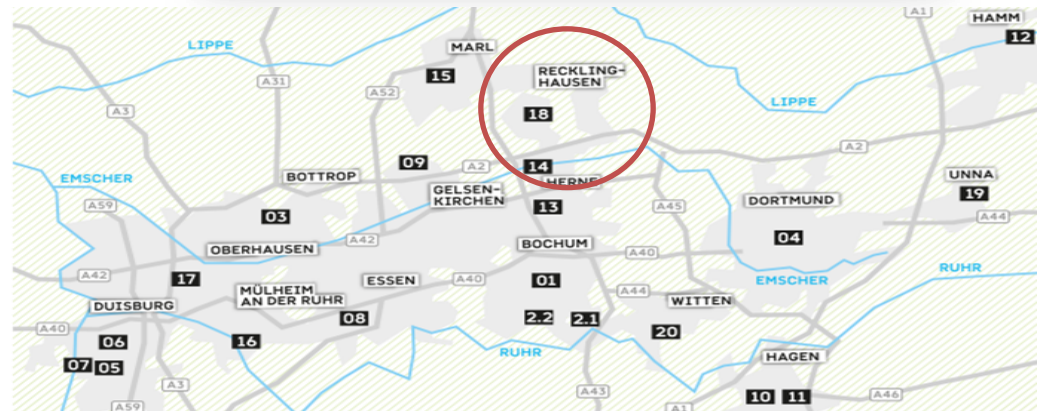 A1
HAMM
12
LIPPE
MARL
15
RECKLING-
HAUSEN
A31
A52
A3
LIPPE
18
A2
EMSCHER
BOTTROP
09
A2
14
HERNE
GELSEN-
KIRCHEN
UNNA
19
A59
03
13
A45
DORTMUND
A44
04
OBERHAUSEN
A42
BOCHUM
A40
A42
17
ESSEN
A40
01
EMSCHER
RUHR
MÜLHEIM
AN DER RUHR
A44
WITTEN
DUISBURG
08
2.2
2.1
20
A40
06
16
RUHR
HAGEN
07
05
A3
A43
10
11
A46
A59
A1